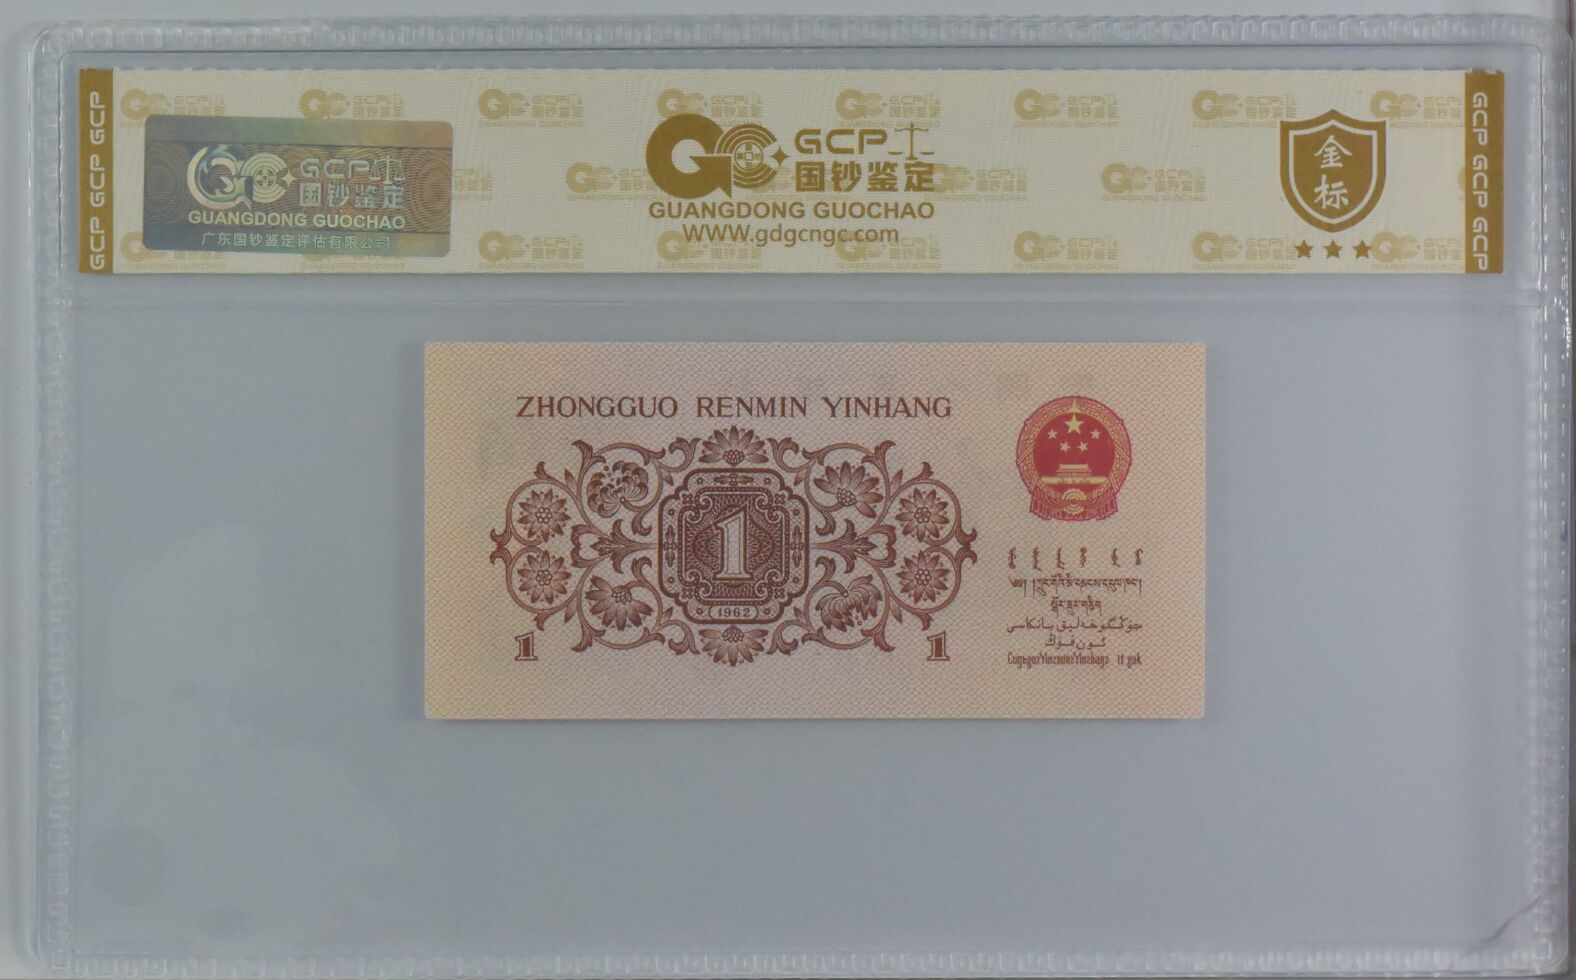 GCP GCP GCP
GCP
国钞鉴定
GUANGDONG GUOCHAO
广东国钞鉴定评估有限公司
GCP
国钞鉴定
GUANGDONG GUOCHAO
WWW.gdgcngc.com
金标
GCP GCP GCP
ZHONGGUO RENMIN YINHANG
1
(1962)
1
1